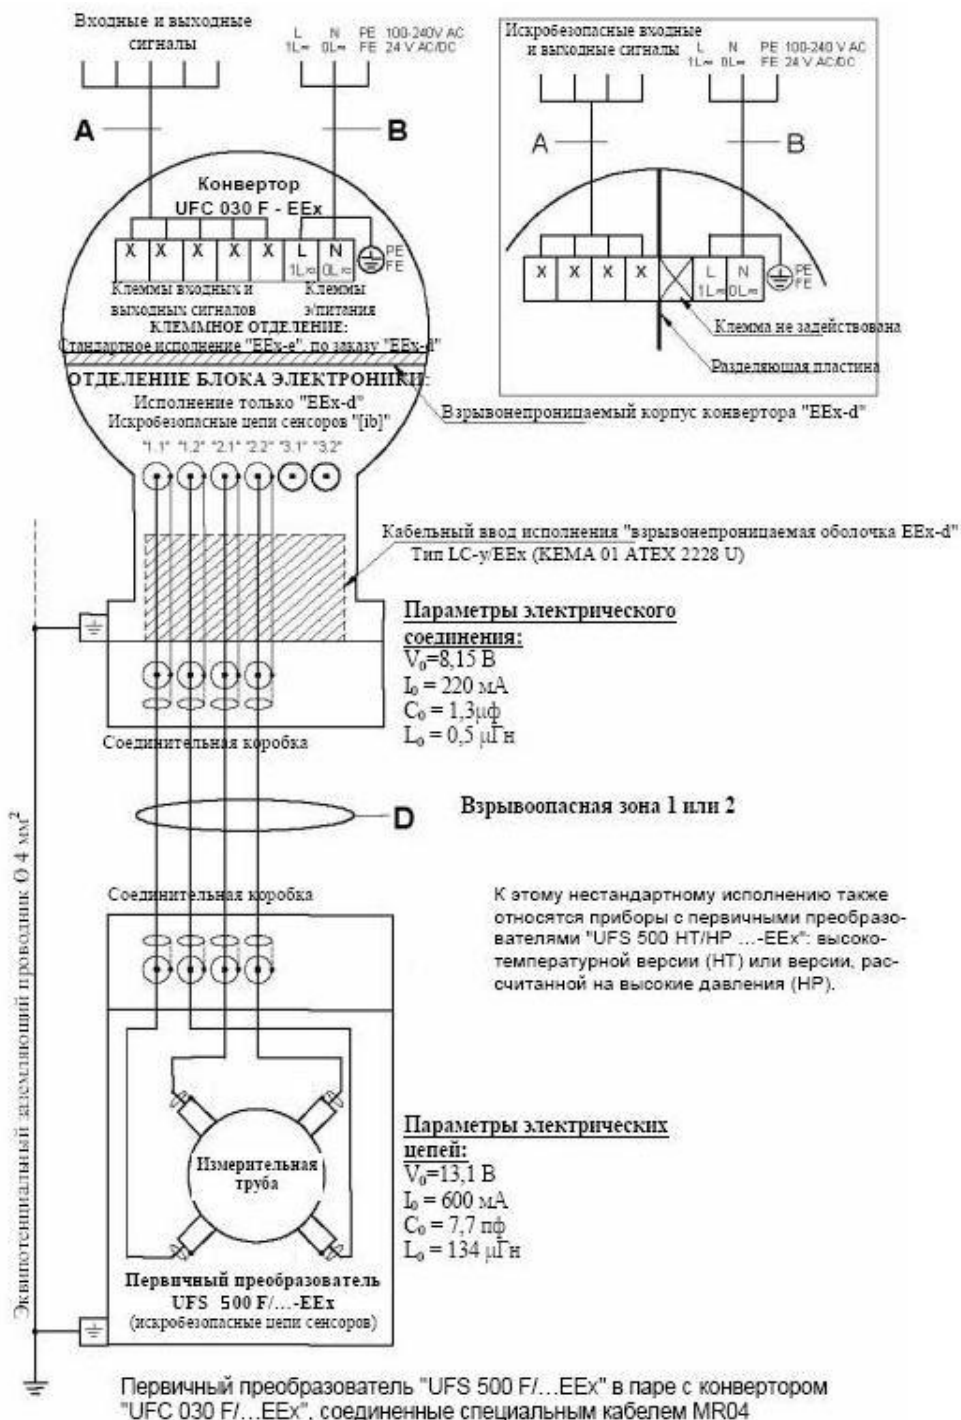 Входные и выходные
сигналы
L N PE 100-240V AC
1L≂ 0L≂ FE 24 V AC/DC
A
B
Конвертор
UFC 030 F - EEx
X X X X X L N
1L≂ 0L≂
PE
FE
Клеммы входных и
выходных сигналов
Клеммы
э/питания
КЛЕММНОЕ ОТДЕЛЕНИЕ:
Стандартное исполнение "EEx-e", по заказу "EEx-d"
ОТДЕЛЕНИЕ БЛОКА ЭЛЕКТРОНИКИ:
Исполнение только "EEx-d"
Искробезопасные цепи сенсоров "[ib]"
"1.1" "1.2" "2.1" "2.2" "3.1" "3.2"
Искробезопасные входные
и выходные сигналы
L N PE 100-240 V AC
1L≂ 0L≂ FE 24 V AC/DC
A
B
X X X X L N
1L≂ 0L≂
PE
FE
Клемма не задействована
Разделяющая пластина
Взрывонепроницаемый корпус конвертора "EEx-d"
Кабельный ввод исполнения "взрывонепроницаемая оболочка EEx-d"
Тип LC-y/EEx (KEMA 01 ATEX 2228 U)
Параметры электрического
соединения:
V₀=8,15 В
I₀ = 220 мА
C₀ = 1,3µф
L₀ = 0,5 µГн
Соединительная коробка
D
Взрывоопасная зона 1 или 2
Эквипотенциальный заземляющий проводник Ø 4 мм²
Соединительная коробка
К этому нестандартному исполнению также
относятся приборы с первичными преобразо-
вателями "UFS 500 HT/HP ...-EEx": высоко-
температурной версии (HT) или версии, рас-
считанной на высокие давления (HP).
Измерительная
труба
Параметры электрических
цепей:
V₀=13,1 В
I₀ = 600 мА
C₀ = 7,7 пф
L₀ = 134 µГн
Первичный преобразователь
UFS 500 F/...-EEx
(искробезопасные цепи сенсоров)
Первичный преобразователь "UFS 500 F/...EEx" в паре с конвертором
"UFC 030 F/...EEx", соединенные специальным кабелем MR04